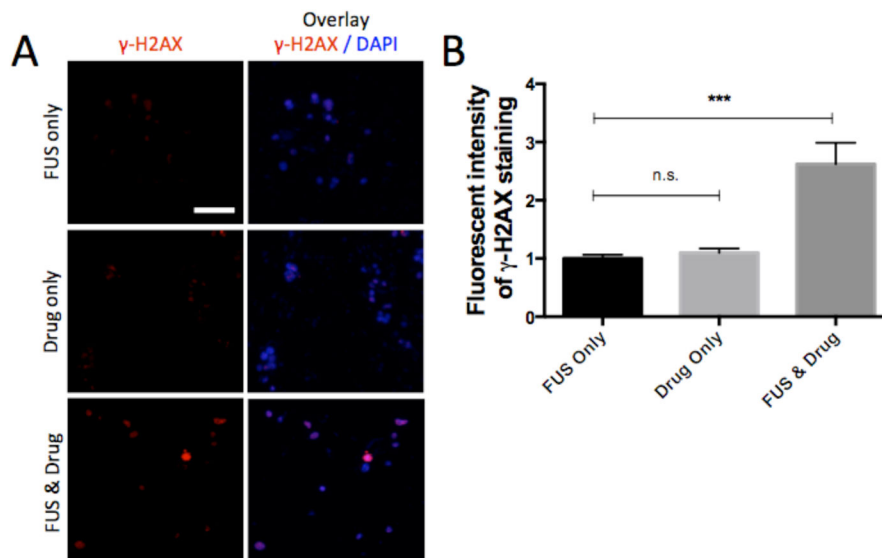 A
γ-H2AX
Overlay
γ-H2AX / DAPI
FUS only
Drug only
FUS & Drug
B
Fluorescent intensity
of γ-H2AX staining
4
3
2
1
0
***
n.s.
FUS Only
Drug Only
FUS & Drug